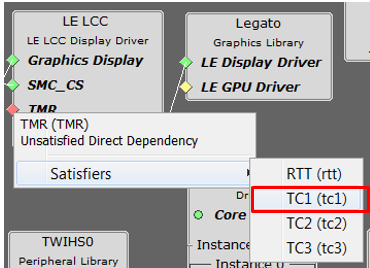 LE LCC
LE LCC Display Driver
Graphics Display
SMC_CS
TMR
Legato
Graphics Library
LE Display Driver
LE GPU Driver
TMR (TMR)
Unsatisfied Direct Dependency
Satisfiers
RTT (rtt)
TC1 (tc1)
TC2 (tc2)
TC3 (tc3)
Core
Instance
Instance 0
TWIHS0
Peripheral Library